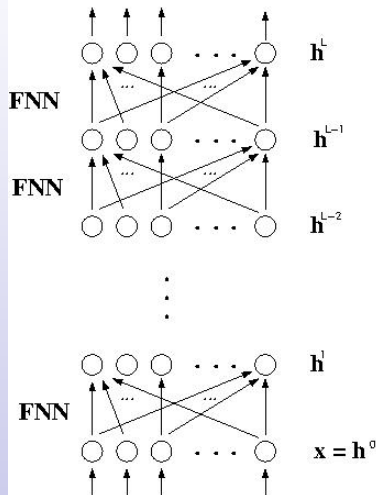 h^L
FNN
h^{L-1}
FNN
h^{L-2}
h^1
FNN
x = h^0